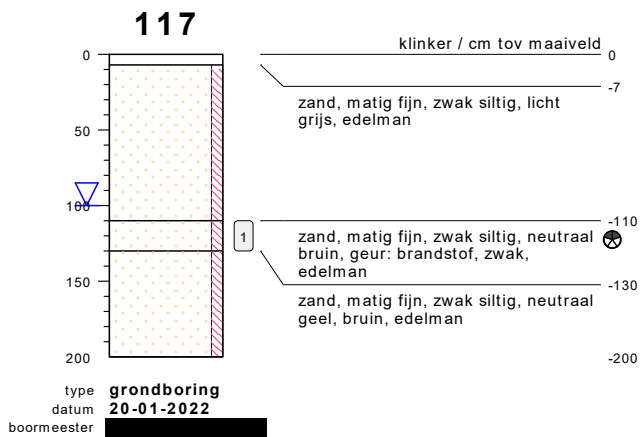 117
klinker / cm tov maaiveld
0
0
-7
zand, matig fijn, zwak siltig, licht
grijs, edelman
50
100
-110
1
zand, matig fijn, zwak siltig, neutraal
bruin, geur: brandstof, zwak,
edelman
-130
150
zand, matig fijn, zwak siltig, neutraal
geel, bruin, edelman
200
-200
type grondboring
datum 20-01-2022
boormeester